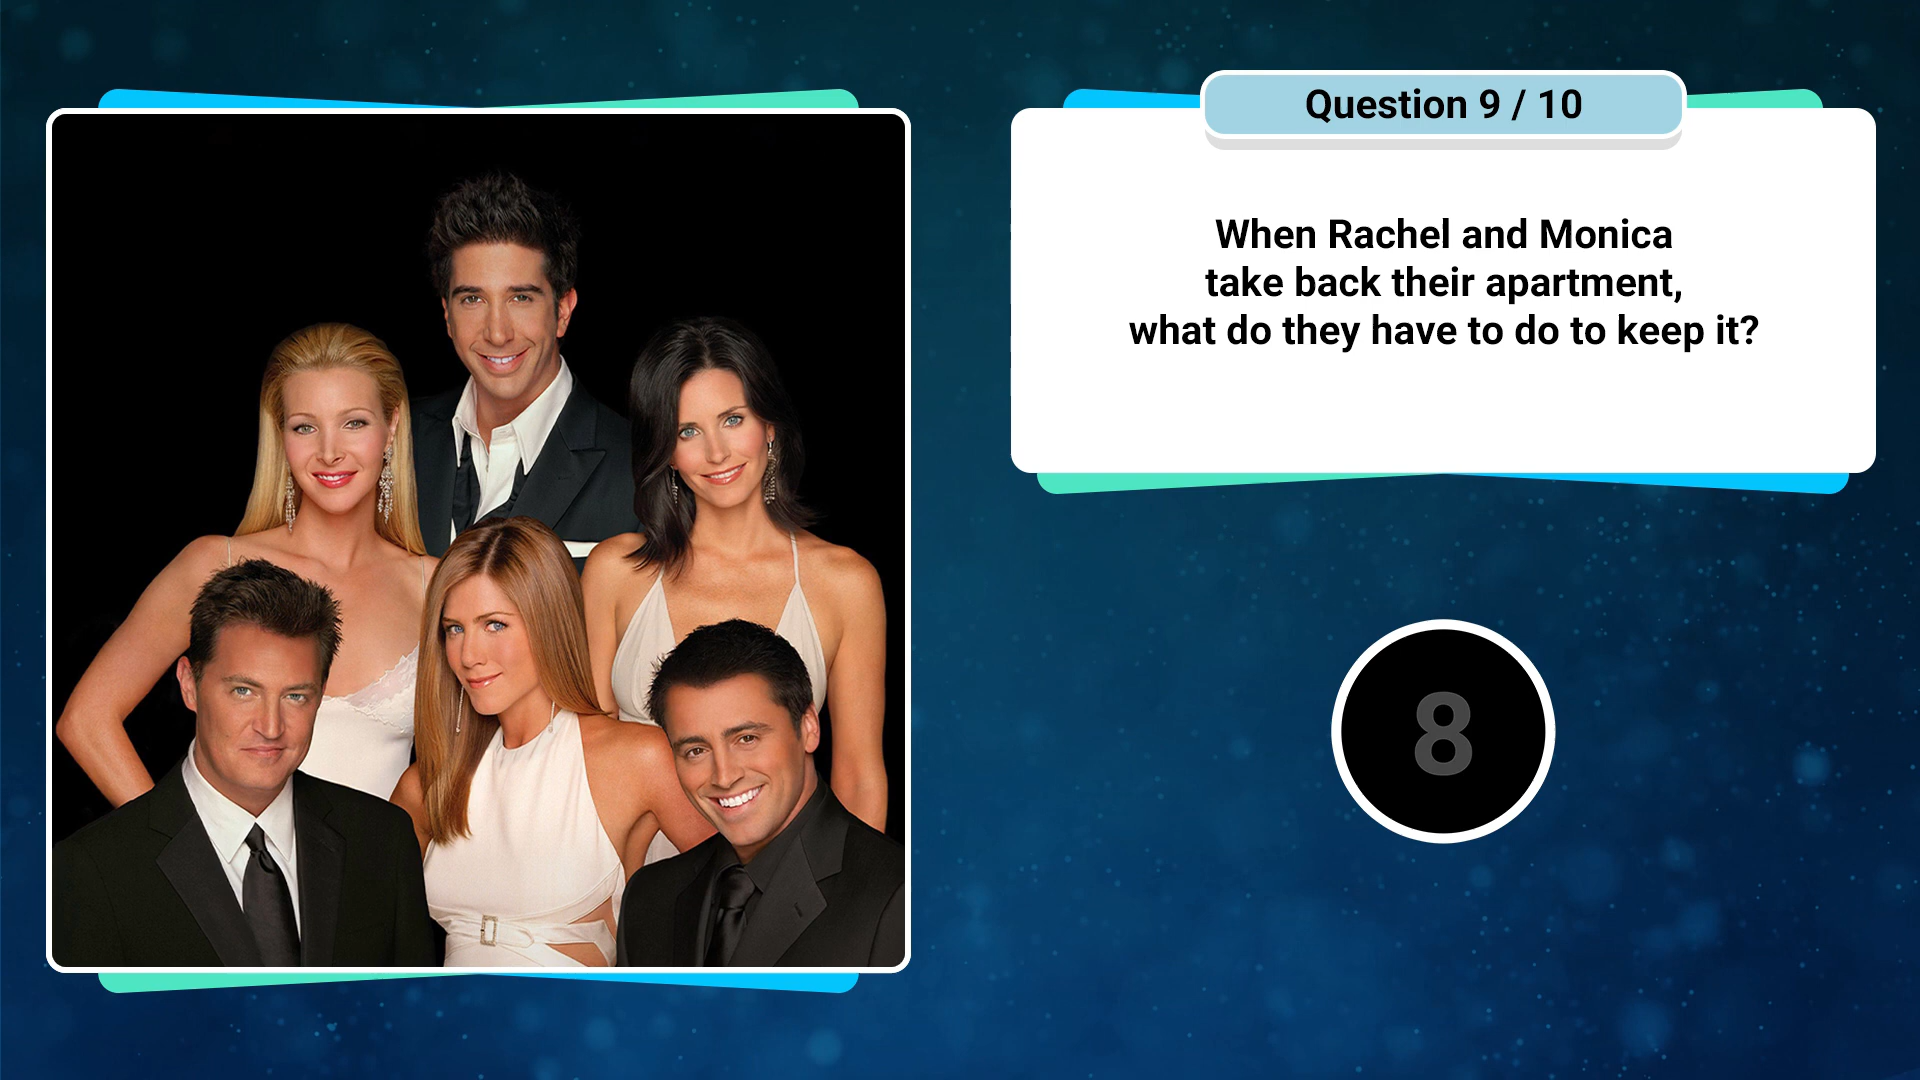 Question 9 / 10
When Rachel and Monica
take back their apartment,
what do they have to do to keep it?
8